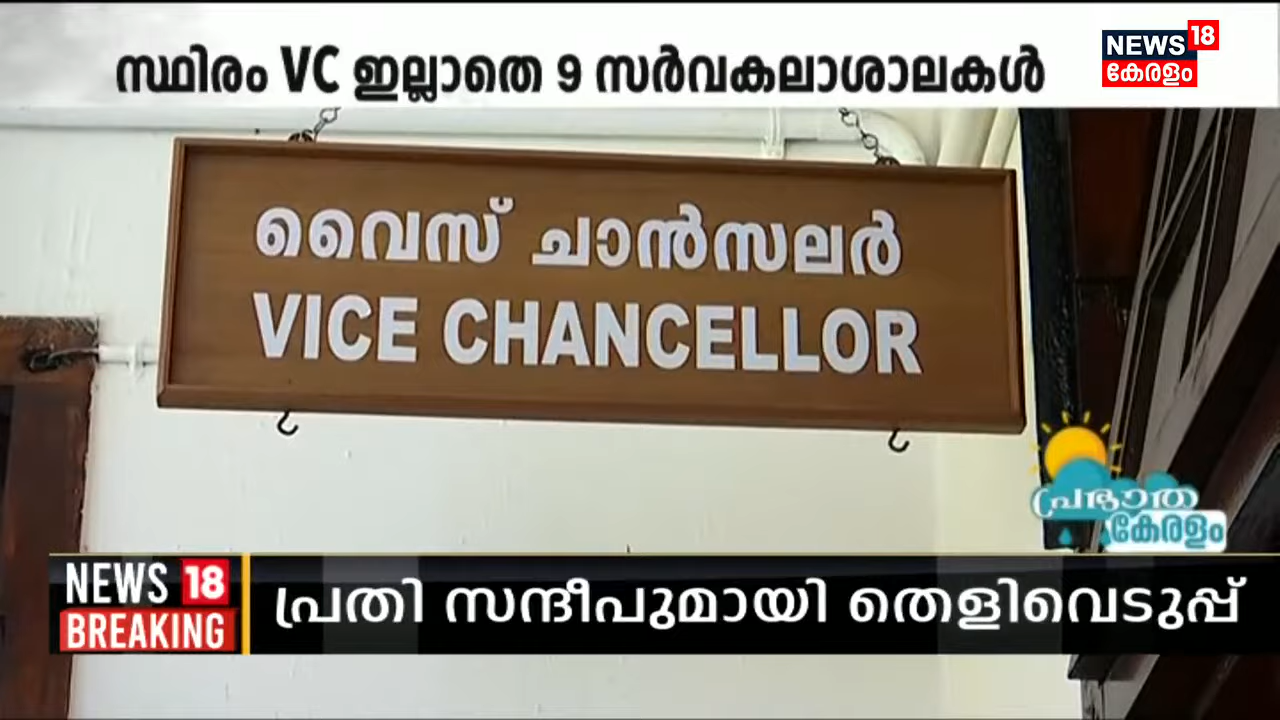 സ്ഥിരം VC ഇല്ലാതെ 9 സർവകലാശാലകൾ
NEWS 18
കേരളം
വൈസ് ചാൻസലർ
VICE CHANCELLOR
പ്രഭാത
കേരളം
NEWS 18
BREAKING
പ്രതി സന്ദീപുമായി തെളിവെടുപ്പ്